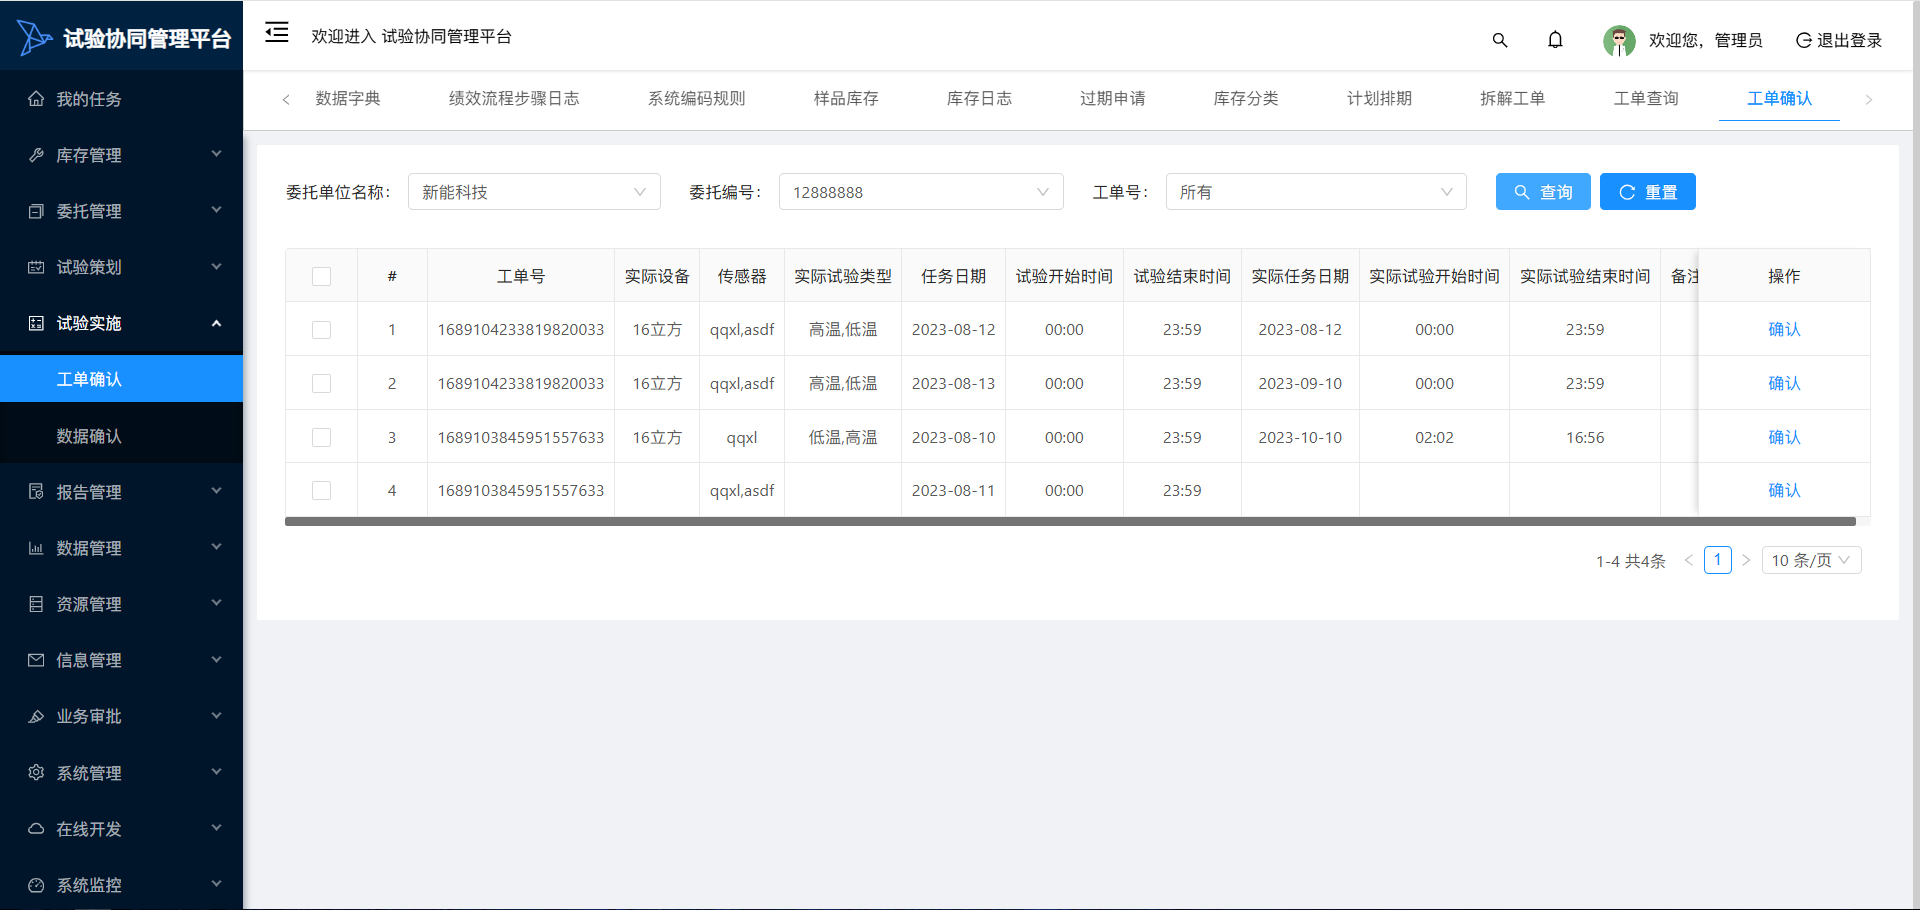 试验协同管理平台
欢迎进入 试验协同管理平台
欢迎您，管理员
退出登录
我的任务
库存管理
委托管理
试验策划
试验实施
工单确认
数据确认
报告管理
数据管理
资源管理
信息管理
业务审批
系统管理
在线开发
系统监控
数据字典 绩效流程步骤日志 系统编码规则 样品库存 库存日志 过期申请 库存分类 计划排期 拆解工单 工单查询 工单确认
委托单位名称： 新能科技 委托编号： 12888888 工单号： 所有 查询 重置
# 工单号 实际设备 传感器 实际试验类型 任务日期 试验开始时间 试验结束时间 实际任务日期 实际试验开始时间 实际试验结束时间 备注 操作
1 1689104233819820033 16立方 qqxl,asdf 高温,低温 2023-08-12 00:00 23:59 2023-08-12 00:00 23:59 确认
2 1689104233819820033 16立方 qqxl,asdf 高温,低温 2023-08-13 00:00 23:59 2023-09-10 00:00 23:59 确认
3 1689103845951557633 16立方 qqxl 低温,高温 2023-08-10 00:00 23:59 2023-10-10 02:02 16:56 确认
4 1689103845951557633 qqxl,asdf 2023-08-11 00:00 23:59 确认
1-4 共4条 1 10 条/页